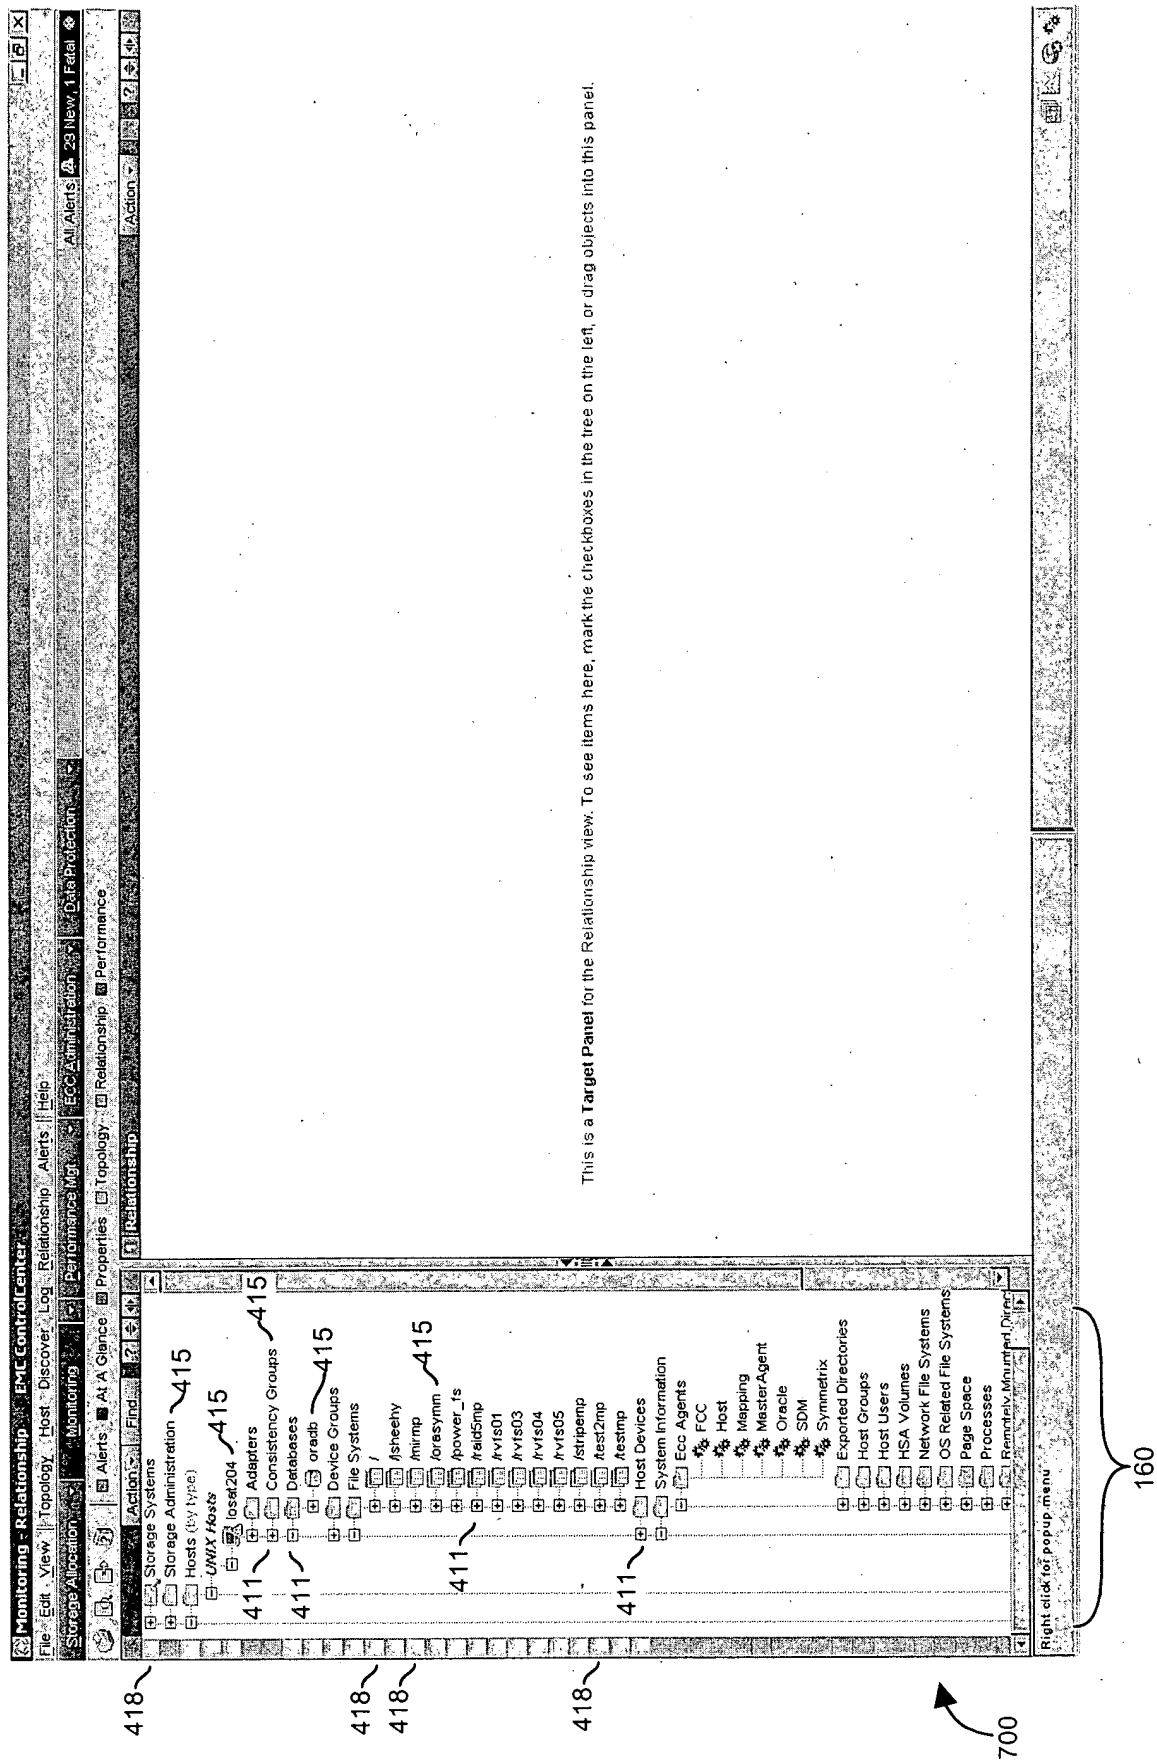 Monitoring - Relationship - EMC ControlCenter
File Edit View Topology Host Discover Log Relationship Alerts Help
Storage Allocation Monitoring Performance Mgt ECC Administration Data Protection All Alerts 29 New, 1 Fatal
Alerts At A Glance Properties Topology Relationship Performance
Action Find... ?
Relationship Action ?
418
Storage Systems
Storage Administration 415
Hosts (by type)
UNIX Hosts
losat204 415
411 Adapters
Consistency Groups 415
411 Databases
oradb 415
Device Groups
File Systems
418 /
/jsheehy
418 /mirmp
/orasymm 415
/power_fs
411 /raid5mp
/rvfs01
/rvfs03
/rvfs04
/rvfs05
/stripemp
418 /test2mp
/testmp
411 Host Devices
System Information
Ecc Agents
FCC
Host
Mapping
MasterAgent
Oracle
SDM
Symmetrix
Exported Directories
Host Groups
Host Users
HSA Volumes
Network File Systems
OS Related File Systems
Page Space
Processes
Remotely Mounted Direc
This is a Target Panel for the Relationship view. To see items here, mark the checkboxes in the tree on the left, or drag objects into this panel.
Right click for popup menu
700
160